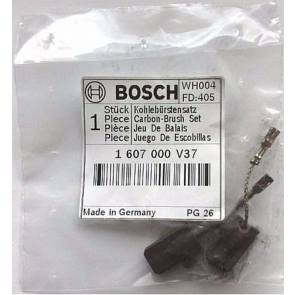 BOSCH
WH004
FD:405
1
Stück Kohlebürstensatz
Piece Carbon-Brush Set
Pièce Jeu De Balais
Piece Juego De Escobillas
1 607 000 V37
Made in Germany PG 26